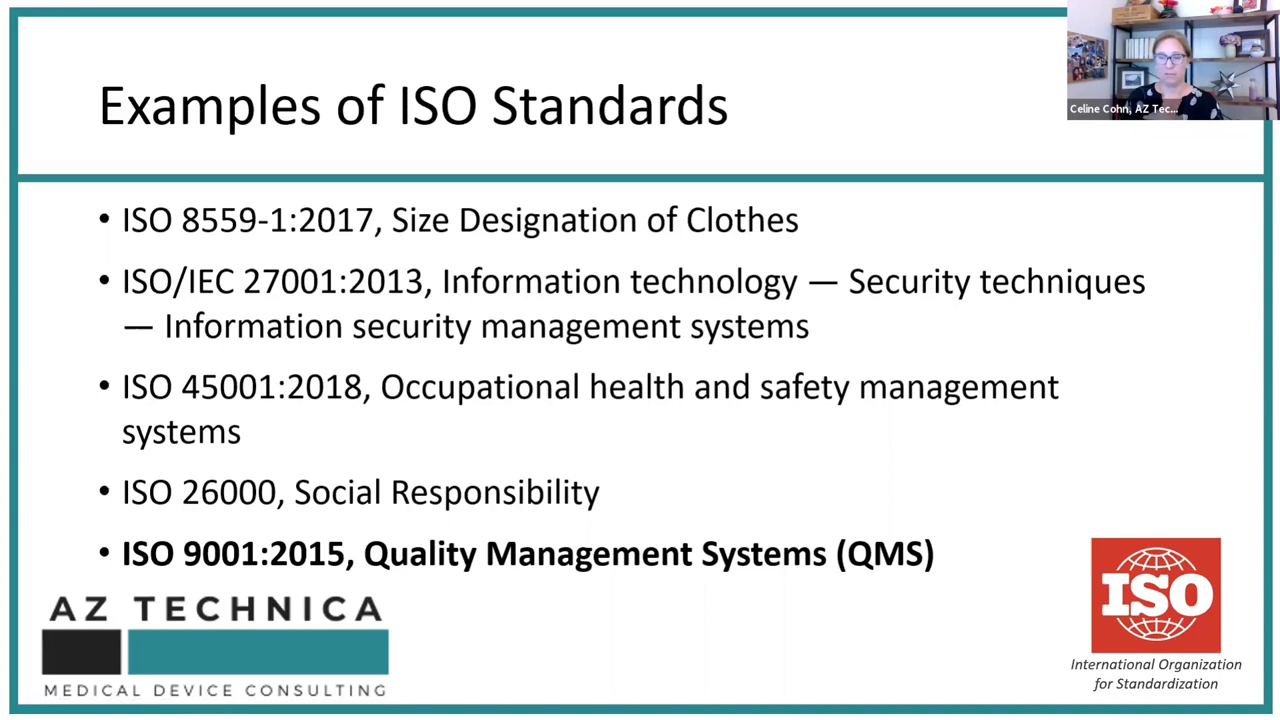 Examples of ISO Standards
Celine Cohn, AZ Tec...
• ISO 8559-1:2017, Size Designation of Clothes
• ISO/IEC 27001:2013, Information technology — Security techniques
— Information security management systems
• ISO 45001:2018, Occupational health and safety management
systems
• ISO 26000, Social Responsibility
• ISO 9001:2015, Quality Management Systems (QMS)
AZ TECHNICA
MEDICAL DEVICE CONSULTING
ISO
International Organization
for Standardization